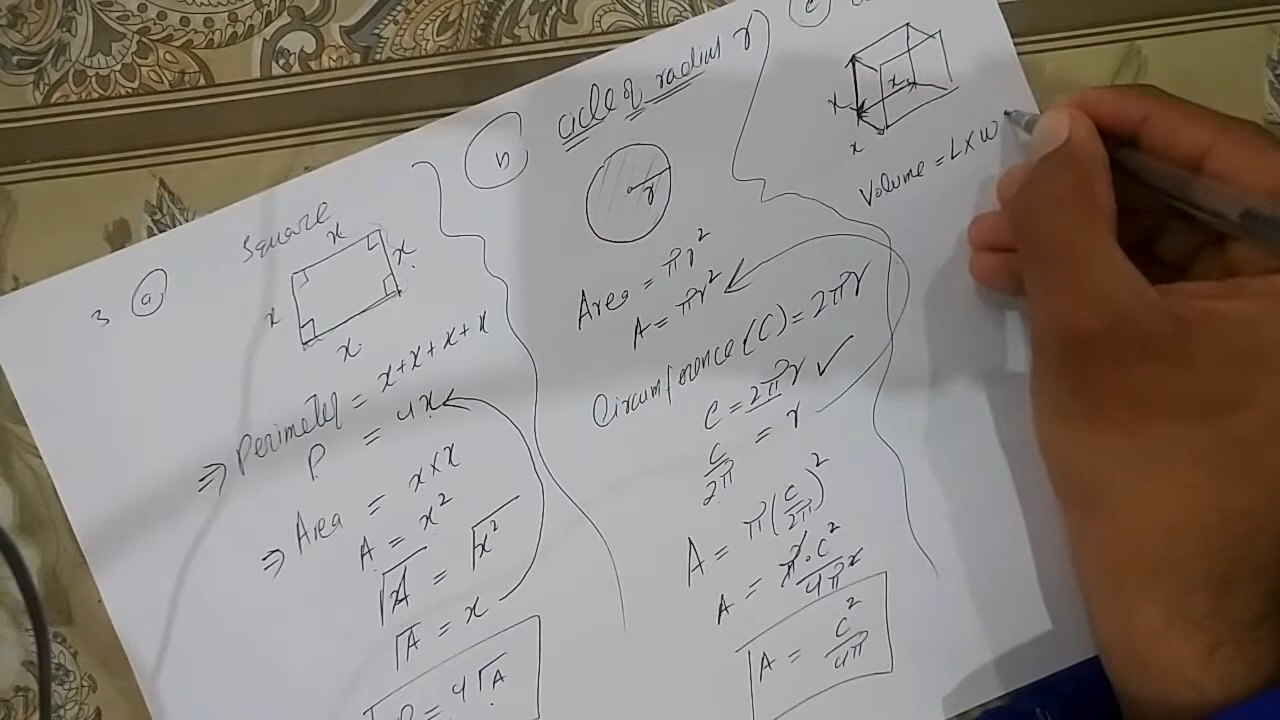 3 (a) Square
x
x
x
x
⇒ Perimeter = x+x+x+x
P = 4x
⇒ Area = x×x
A = x²
√A = √x²
√A = x
P = 4√A
(b) Cicle of radius r
r
Area = πr²
A = πr²
Circumference(C) = 2πr
C = 2πr ✓
C/2π = r
A = π(C/2π)²
A = π·C²/4π²
A = C²/4π
(c)
x
x
x
Volume = L×w